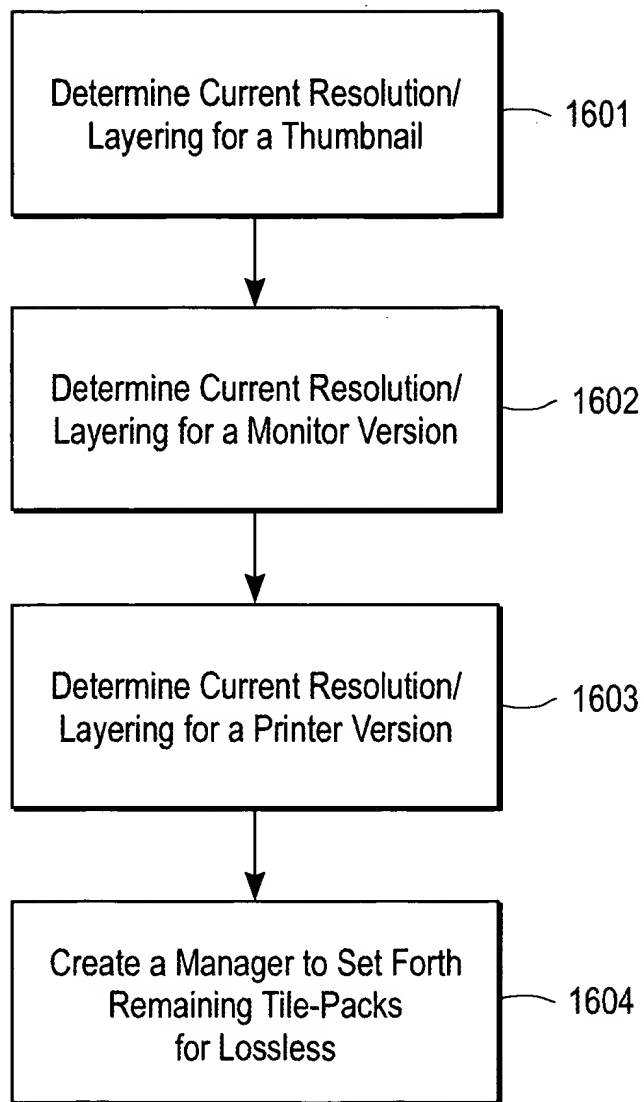 Determine Current Resolution/
Layering for a Thumbnail
1601
Determine Current Resolution/
Layering for a Monitor Version
1602
Determine Current Resolution/
Layering for a Printer Version
1603
Create a Manager to Set Forth
Remaining Tile-Packs
for Lossless
1604